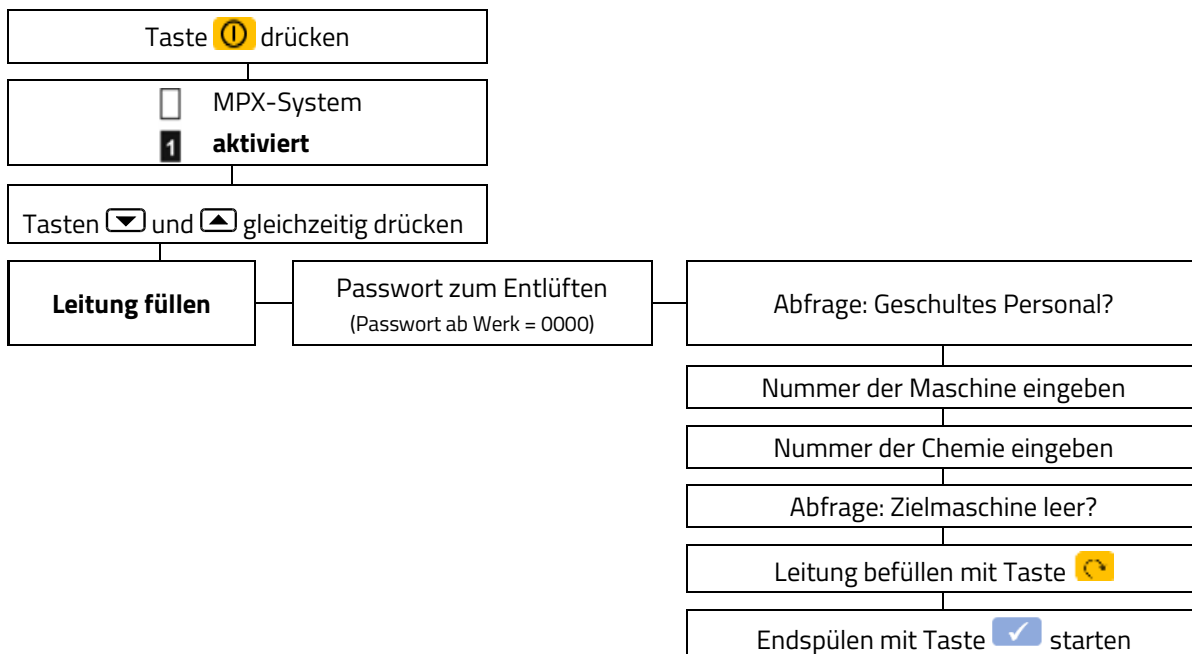 Taste drücken
MPX-System
1 aktiviert
Tasten und gleichzeitig drücken
Leitung füllen
Passwort zum Entlüften
(Passwort ab Werk = 0000)
Abfrage: Geschultes Personal?
Nummer der Maschine eingeben
Nummer der Chemie eingeben
Abfrage: Zielmaschine leer?
Leitung befüllen mit Taste
Endspülen mit Taste starten